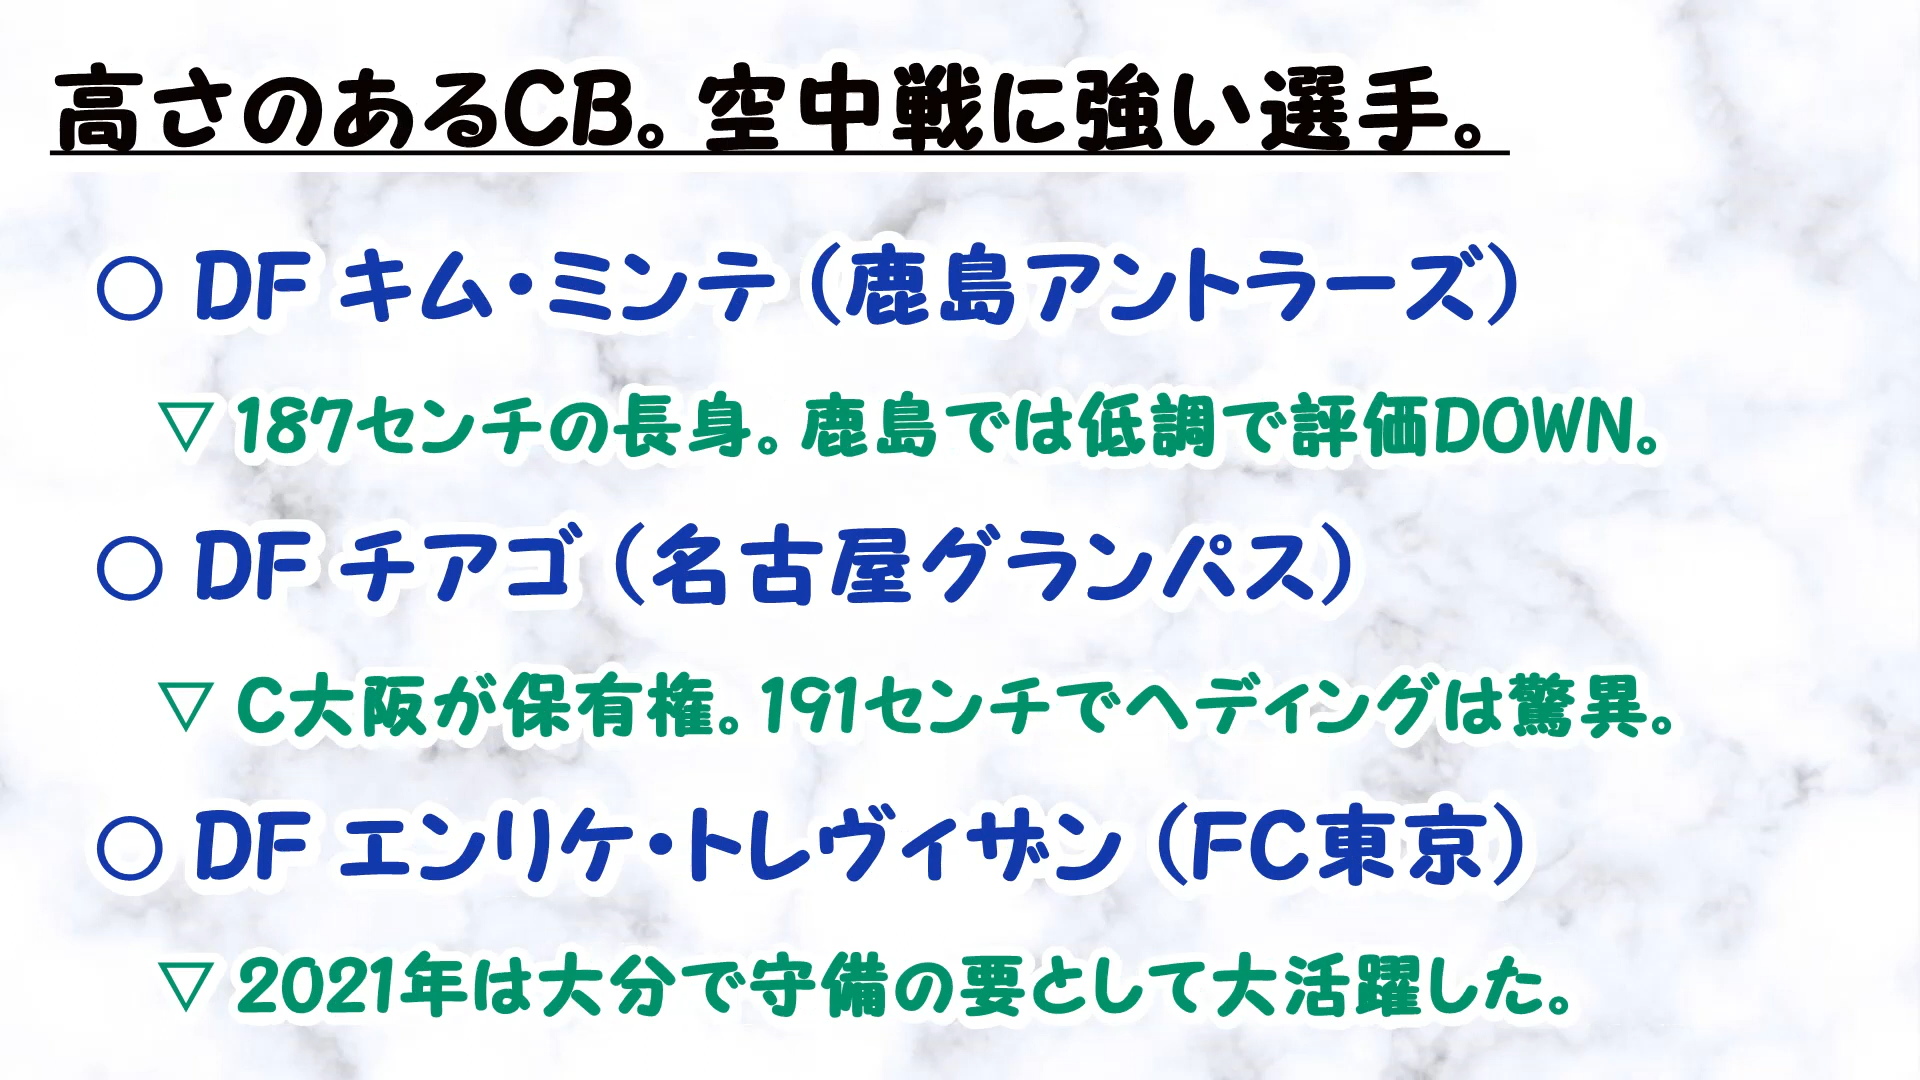 高さのあるCB。空中戦に強い選手。
○ DF キム・ミンテ（鹿島アントラーズ）
▽ 187センチの長身。鹿島では低調で評価DOWN。
○ DF チアゴ（名古屋グランパス）
▽ C大阪が保有権。191センチでヘディングは驚異。
○ DF エンリケ・トレヴィザン（FC東京）
▽ 2021年は大分で守備の要として大活躍した。